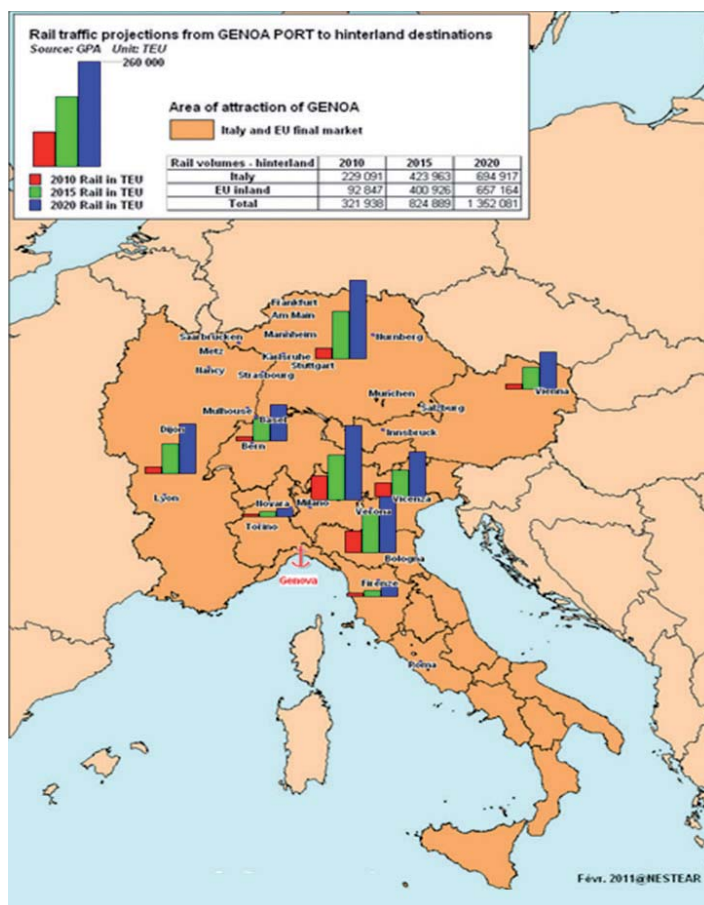 Rail traffic projections from GENOA PORT to hinterland destinations
Source: GPA Unit: TEU
260 000
Area of attraction of GENOA
Italy and EU final market
Rail volumes - hinterland 2010 2015 2020
Italy 229 091 423 963 694 917
EU inland 92 847 400 926 657 164
Total 321 938 824 889 1 352 081
2010 Rail in TEU
2015 Rail in TEU
2020 Rail in TEU
Frankfurt
Am Main
Saarbrücken
Manhheim
Nurnberg
Metz
Karlsruhe
Stuttgart
Nancy
Strasbourg
Vienna
Munchen
Salzburg
Mulhouse
Basel
Dijon
Innsbruck
Bern
Lyon
Novara
Milano
Vicenza
Verona
Torino
Bologna
Genova
Firenze
Roma
Févr. 2011@NESTEAR